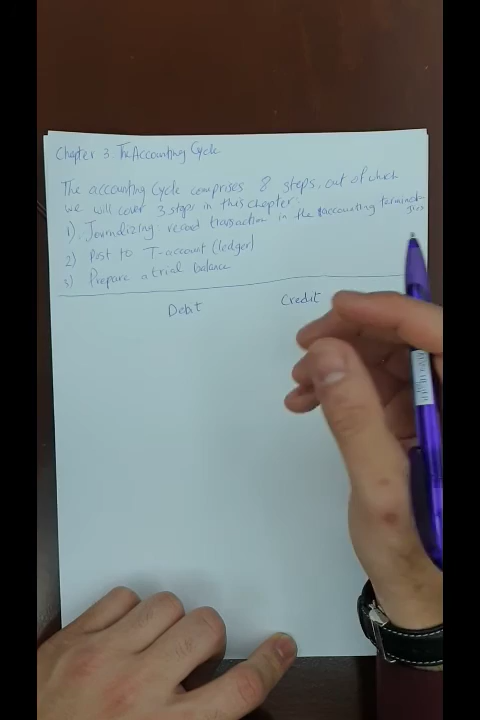 Chapter 3 The Accounting Cycle
The accounting Cycle comprises 8 steps, out of which
we will cover 3 steps in this chapter.
1). Journalizing record transaction in the accounting terminolo
gies
2) Post to T-account (ledger)
3) Prepare a trial balance
Debit Credit